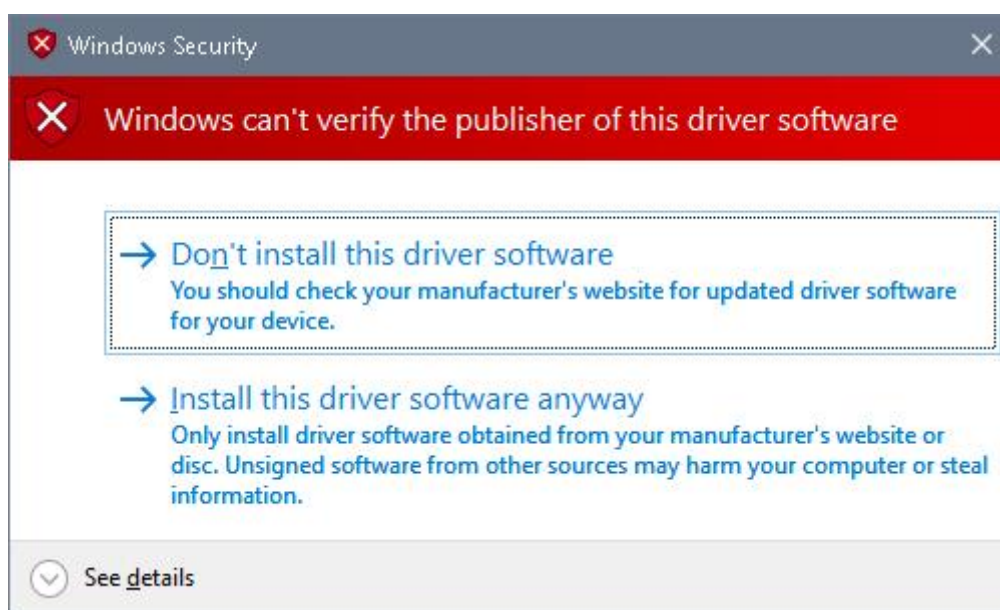 Windows Security
Windows can't verify the publisher of this driver software
Don't install this driver software
You should check your manufacturer's website for updated driver software
for your device.
Install this driver software anyway
Only install driver software obtained from your manufacturer's website or
disc. Unsigned software from other sources may harm your computer or steal
information.
See details